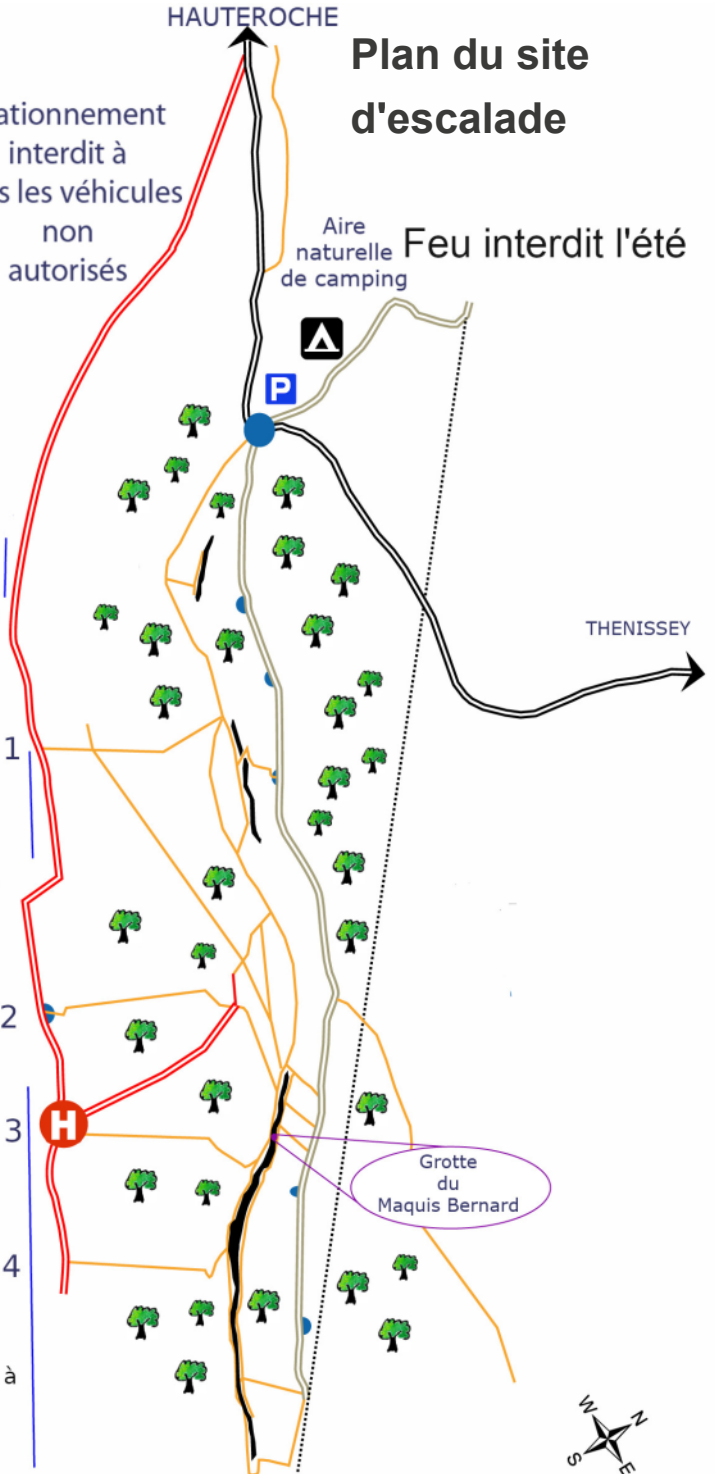 HAUTEROCHE
Plan du site
d'escalade
ationnement
interdit à
s les véhicules
non
autorisés
Aire
naturelle
de camping
Feu interdit l'été
P
THENISSEY
1
2
3
H
Grotte
du
Maquis Bernard
4
à
W
N
S
E